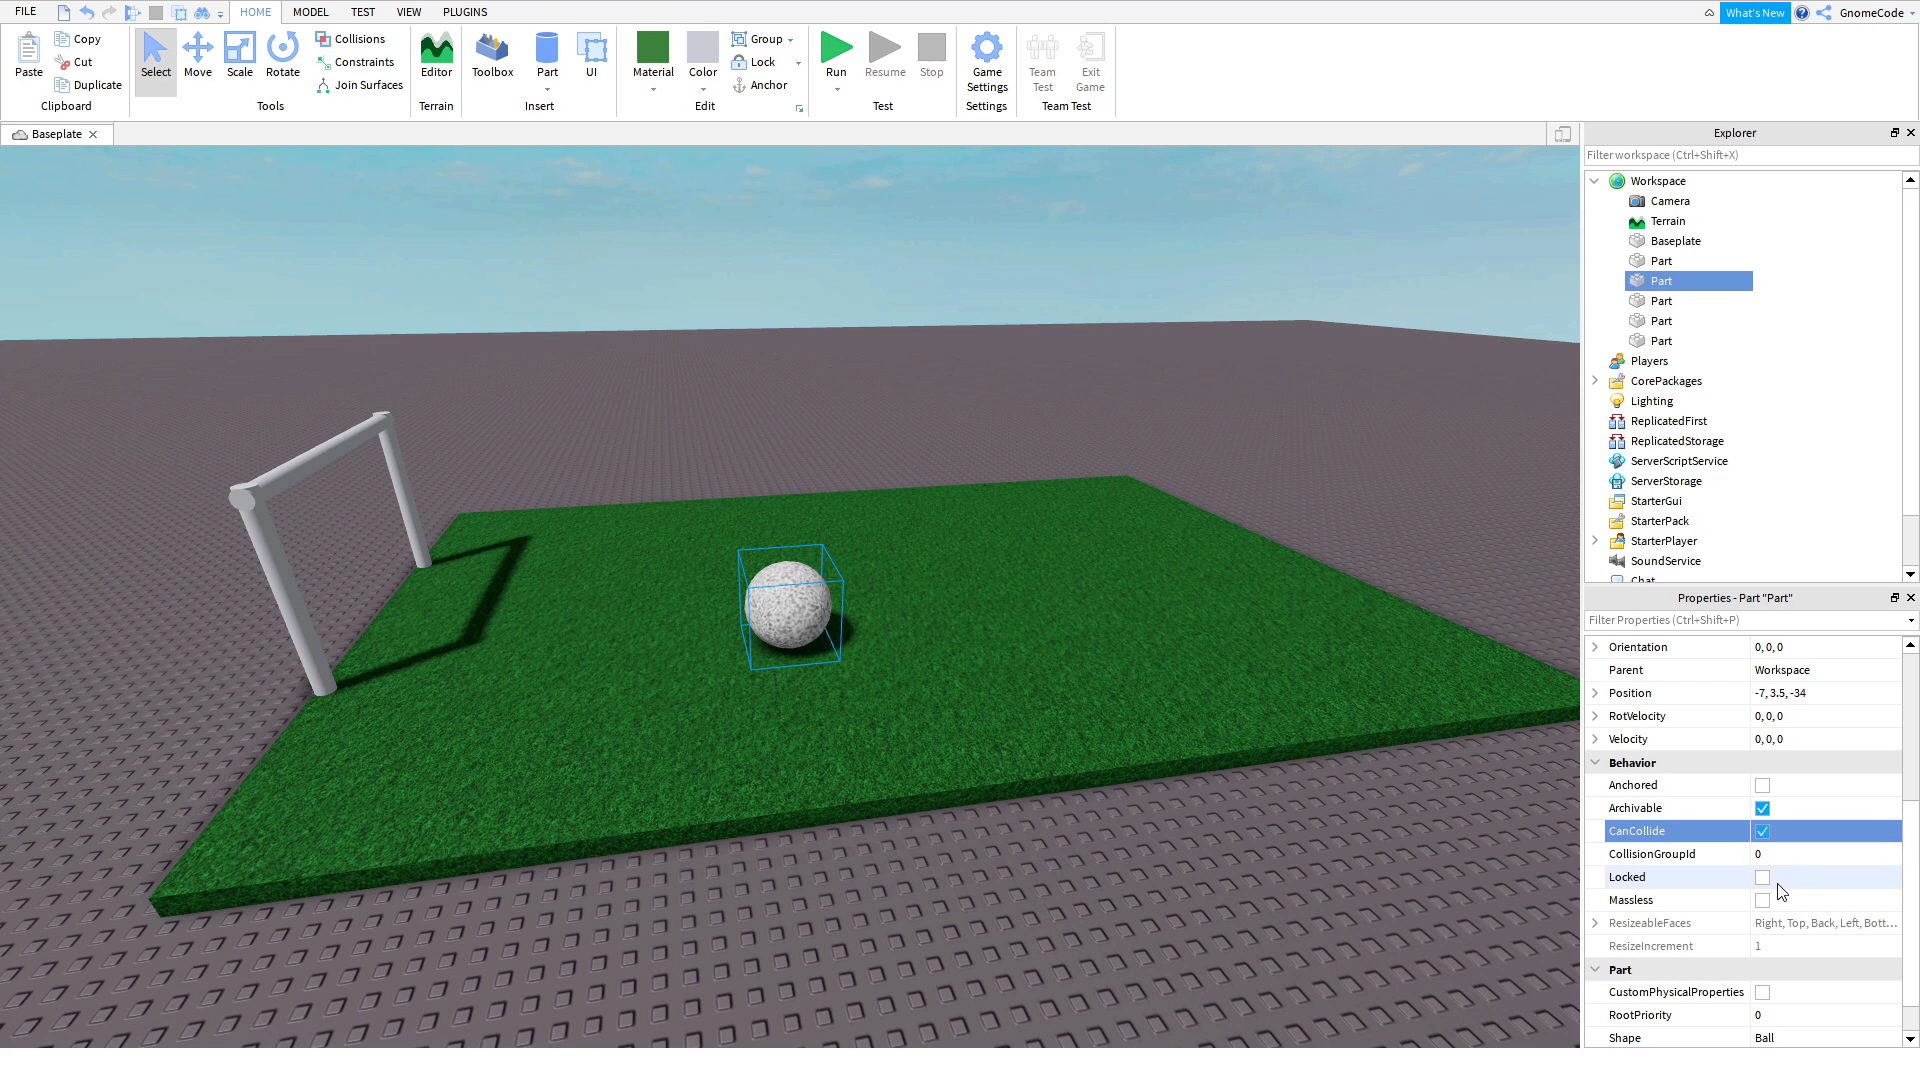 FILE HOME MODEL TEST VIEW PLUGINS What's New GnomeCode
Paste Copy Cut Duplicate Clipboard
Select Move Scale Rotate Collisions Constraints Join Surfaces Tools
Editor Terrain
Toolbox Part UI Insert
Material Color Group Lock Anchor Edit
Run Resume Stop Test
Game Settings Settings
Team Test Exit Game Team Test
Baseplate
Explorer
Filter workspace (Ctrl+Shift+X)
Workspace
Camera
Terrain
Baseplate
Part
Part
Part
Part
Part
Players
CorePackages
Lighting
ReplicatedFirst
ReplicatedStorage
ServerScriptService
ServerStorage
StarterGui
StarterPack
StarterPlayer
SoundService
Chat
Properties - Part "Part"
Filter Properties (Ctrl+Shift+P)
Orientation 0, 0, 0
Parent Workspace
Position -7, 3.5, -34
RotVelocity 0, 0, 0
Velocity 0, 0, 0
Behavior
Anchored
Archivable
CanCollide
CollisionGroupId 0
Locked
Massless
ResizeableFaces Right, Top, Back, Left, Bott...
ResizeIncrement 1
Part
CustomPhysicalProperties
RootPriority 0
Shape Ball